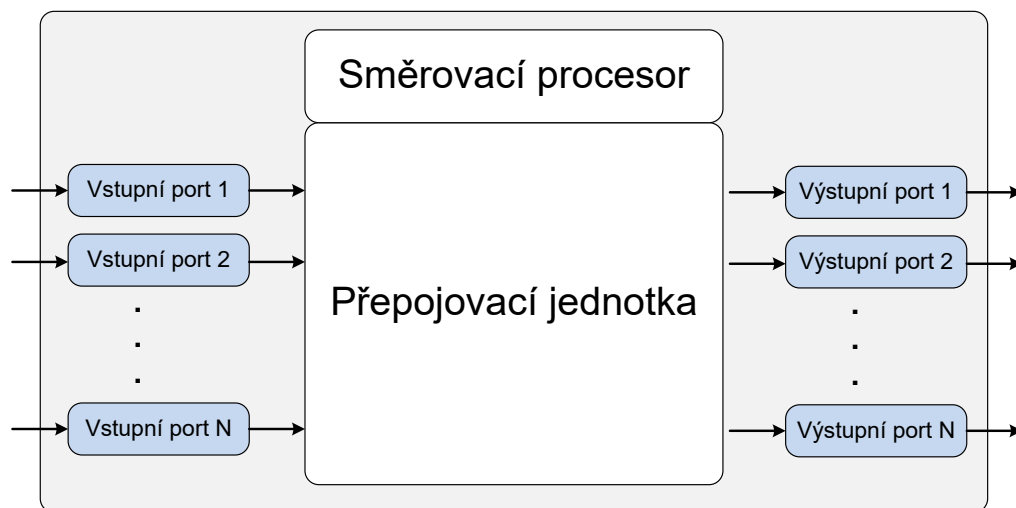 Směrovací procesor
Vstupní port 1
Výstupní port 1
Vstupní port 2
Výstupní port 2
Přepojovací jednotka
Vstupní port N
Výstupní port N